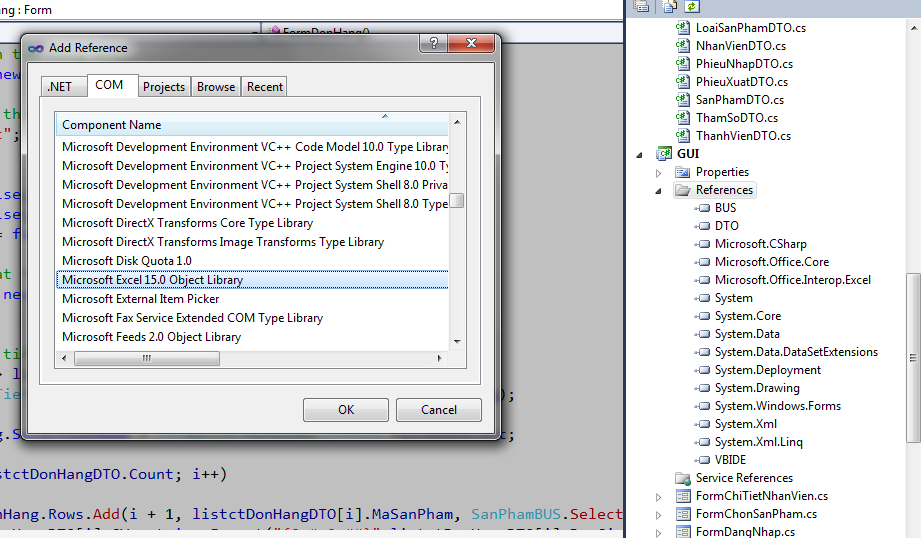 ng : Form
FormDonHang()
Add Reference
.NET
COM
Projects
Browse
Recent
Component Name
Microsoft Development Environment VC++ Code Model 10.0 Type Library
Microsoft Development Environment VC++ Project System Engine 10.0 Ty
Microsoft Development Environment VC++ Project System Shell 8.0 Priva
Microsoft Development Environment VC++ Project System Shell 8.0 Type
Microsoft DirectX Transforms Core Type Library
Microsoft DirectX Transforms Image Transforms Type Library
Microsoft Disk Quota 1.0
Microsoft Excel 15.0 Object Library
Microsoft External Item Picker
Microsoft Fax Service Extended COM Type Library
Microsoft Feeds 2.0 Object Library
OK
Cancel
new
th
";
lse
lse
= f
at
ne
ti
);
g.S
;
stctDonHangDTO.Count; i++)
nHang.Rows.Add(i + 1, listctDonHangDTO[i].MaSanPham, SanPhamBUS.Select
LoaiSanPhamDTO.cs
NhanVienDTO.cs
PhieuNhapDTO.cs
PhieuXuatDTO.cs
SanPhamDTO.cs
ThamSoDTO.cs
ThanhVienDTO.cs
GUI
Properties
References
BUS
DTO
Microsoft.CSharp
Microsoft.Office.Core
Microsoft.Office.Interop.Excel
System
System.Core
System.Data
System.Data.DataSetExtensions
System.Deployment
System.Drawing
System.Windows.Forms
System.Xml
System.Xml.Linq
VBIDE
Service References
FormChiTietNhanVien.cs
FormChonSanPham.cs
FormDangNhap.cs